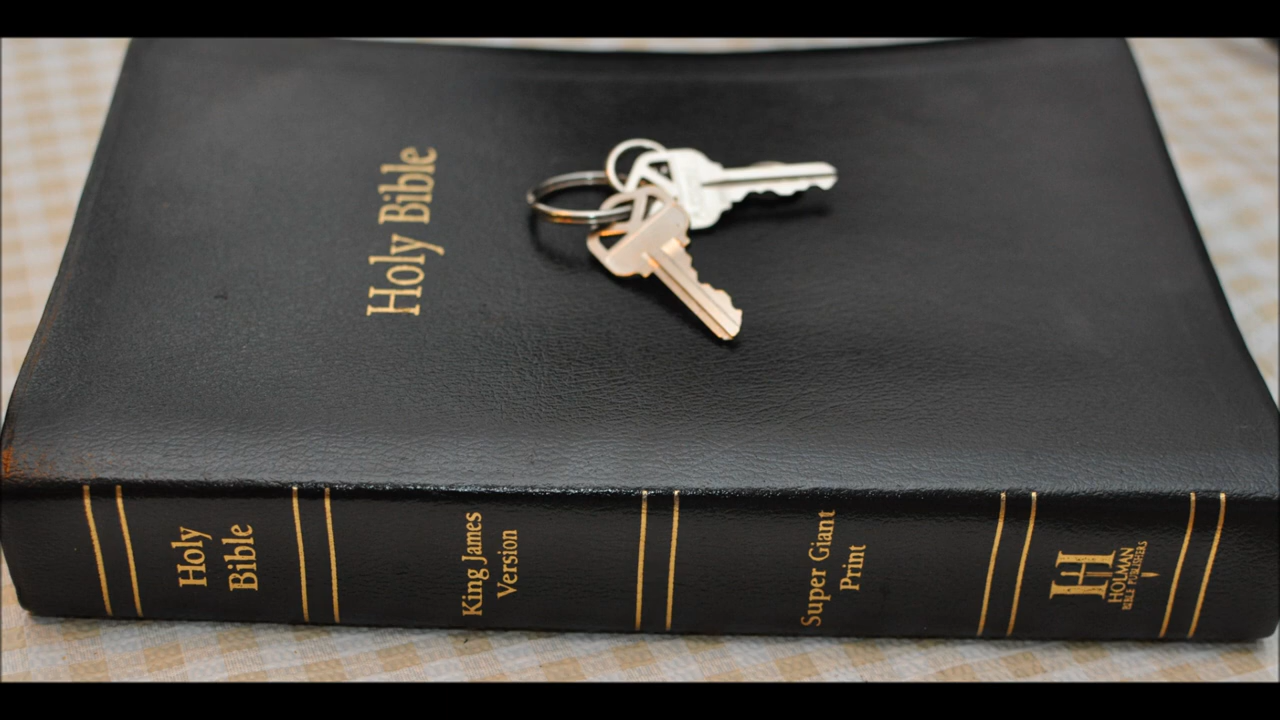 Holy Bible
Holy
Bible
King James
Version
Super Giant
Print
HOLMAN
BIBLE PUBLISHERS